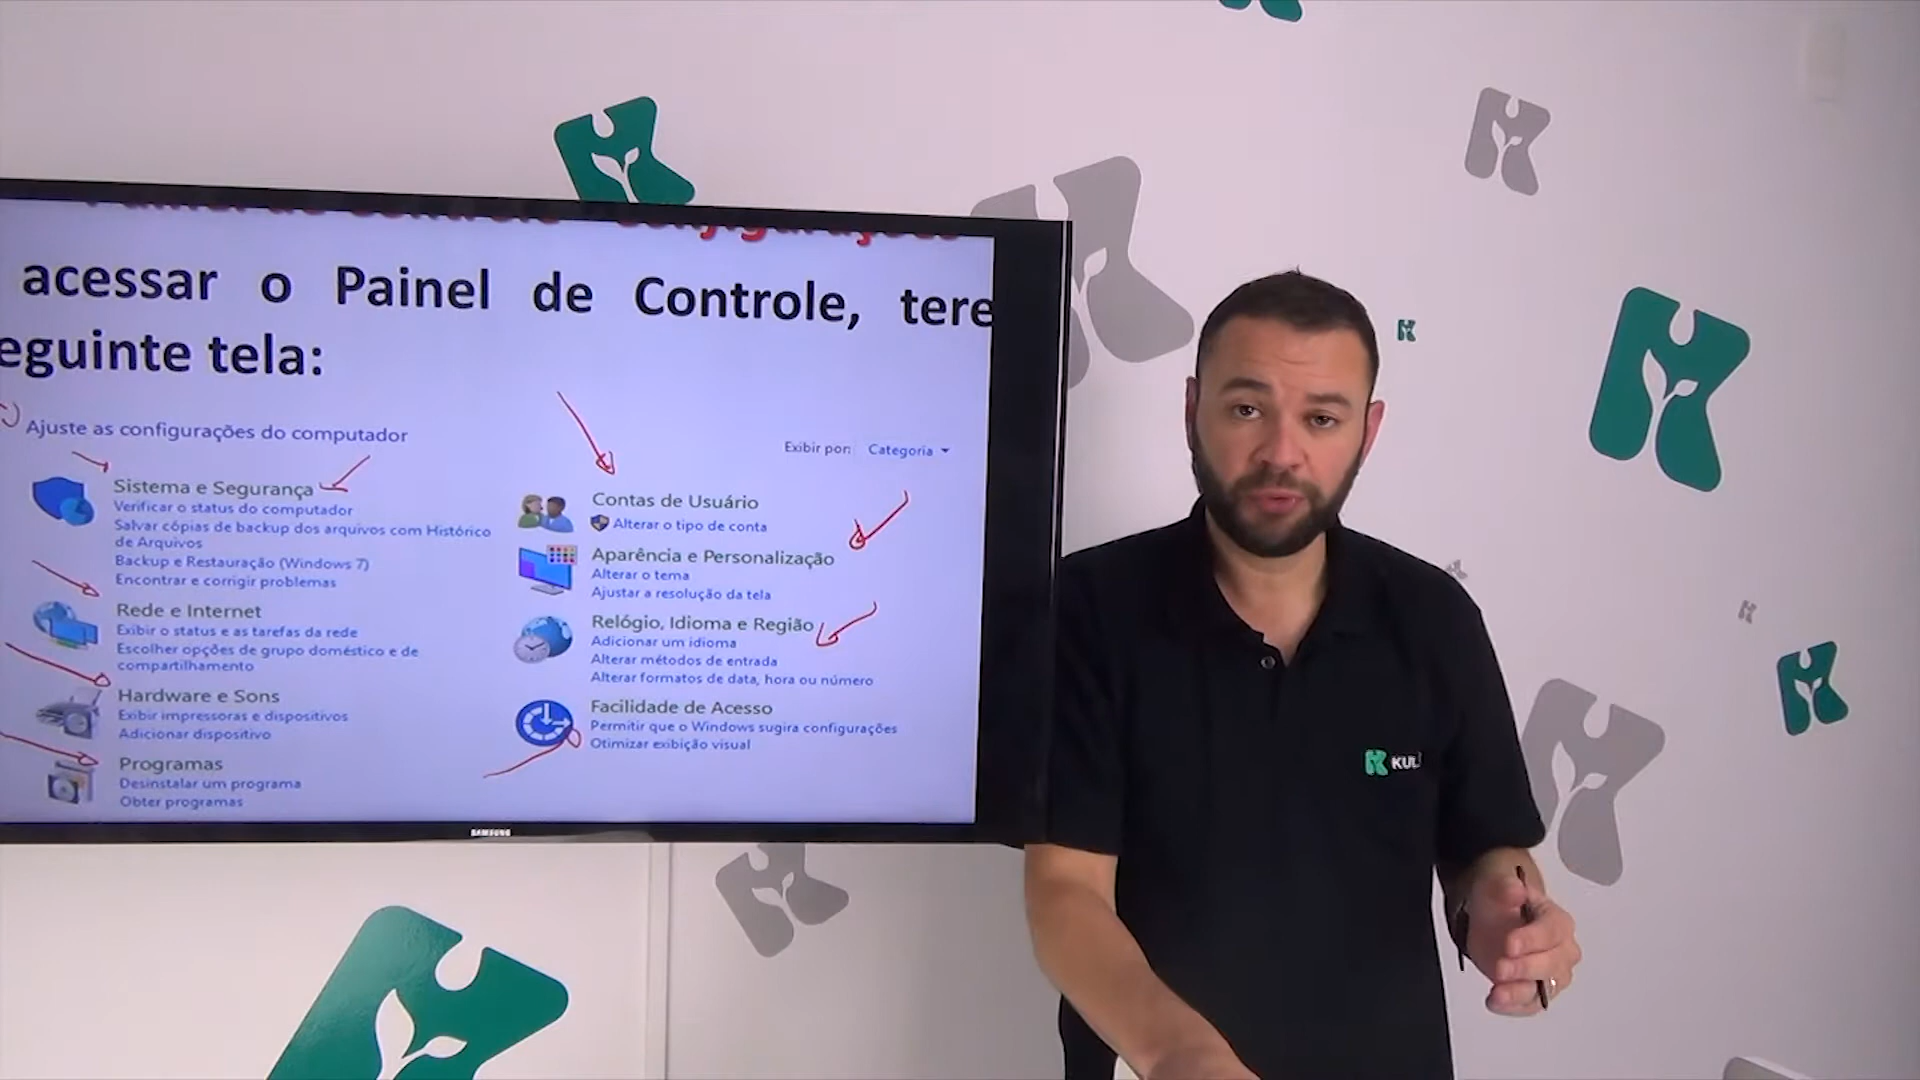 acessar o Painel de Controle, tere
eguinte tela:
Ajuste as configurações do computador
Exibir por: Categoria
Sistema e Segurança
Verificar o status do computador
Salvar cópias de backup dos arquivos com Histórico
de Arquivos
Backup e Restauração (Windows 7)
Encontrar e corrigir problemas
Rede e Internet
Exibir o status e as tarefas da rede
Escolher opções de grupo doméstico e de
compartilhamento
Hardware e Sons
Exibir impressoras e dispositivos
Adicionar dispositivo
Programas
Desinstalar um programa
Obter programas
Contas de Usuário
Alterar o tipo de conta
Aparência e Personalização
Alterar o tema
Ajustar a resolução da tela
Relógio, Idioma e Região
Adicionar um idioma
Alterar métodos de entrada
Alterar formatos de data, hora ou número
Facilidade de Acesso
Permitir que o Windows sugira configurações
Otimizar exibição visual
SAMSUNG
KUL